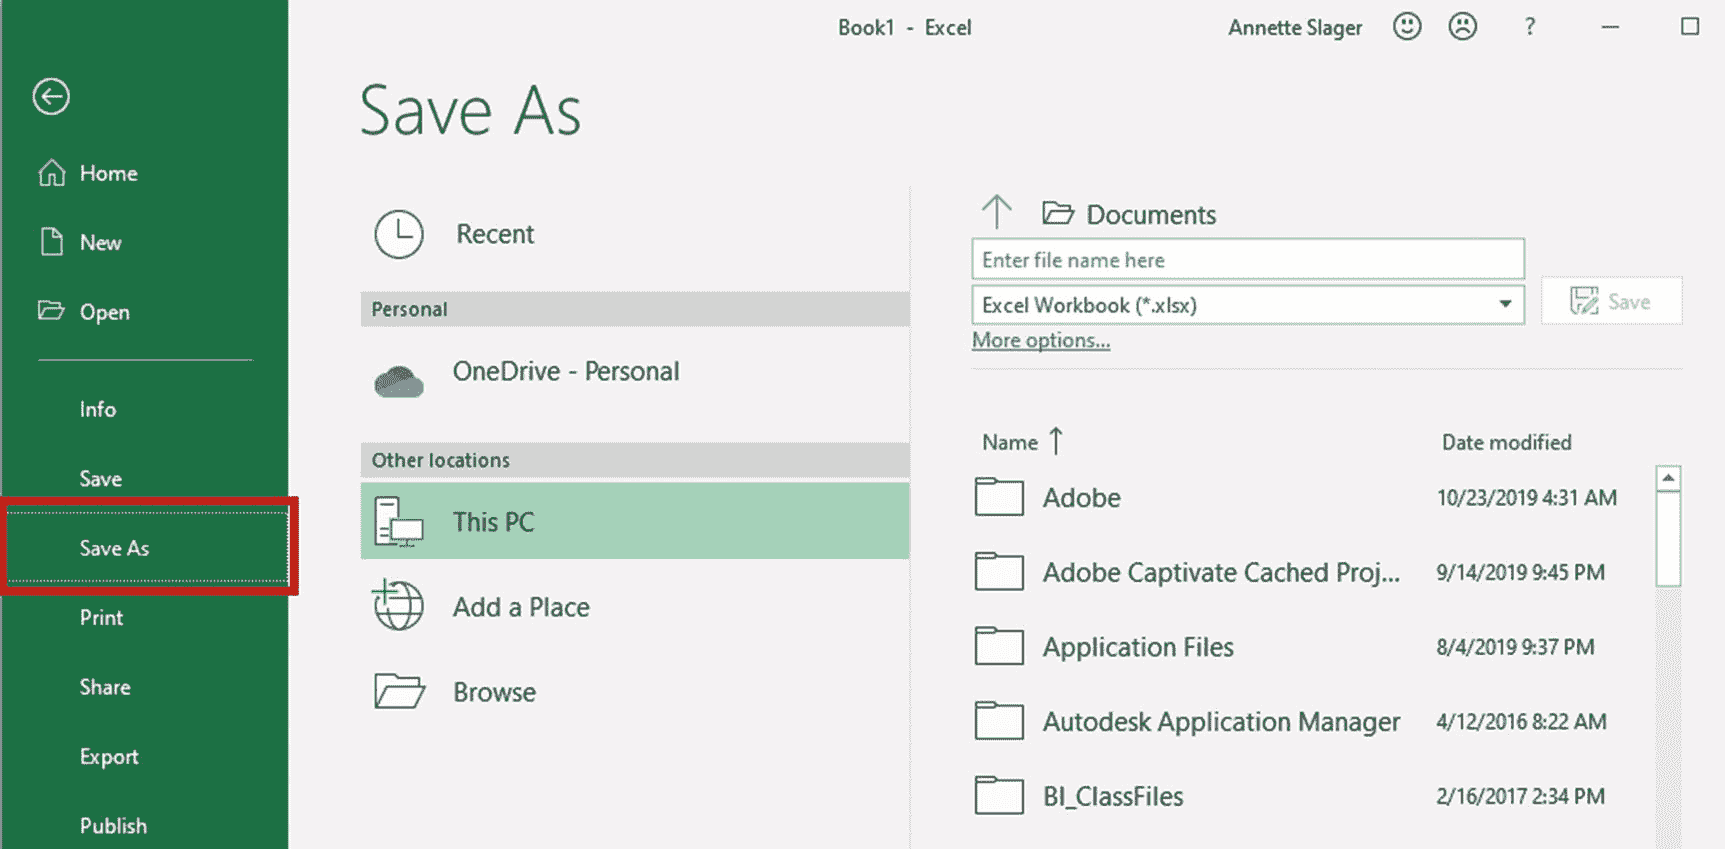 Book1 - Excel
Annette Slager
?
Save As
Home
New
Open
Info
Save
Save As
Print
Share
Export
Publish
Recent
Personal
OneDrive - Personal
Other locations
This PC
Add a Place
Browse
Documents
Enter file name here
Excel Workbook (*.xlsx)
Save
More options...
Name Date modified
Adobe 10/23/2019 4:31 AM
Adobe Captivate Cached Proj... 9/14/2019 9:45 PM
Application Files 8/4/2019 9:37 PM
Autodesk Application Manager 4/12/2016 8:22 AM
BI_ClassFiles 2/16/2017 2:34 PM